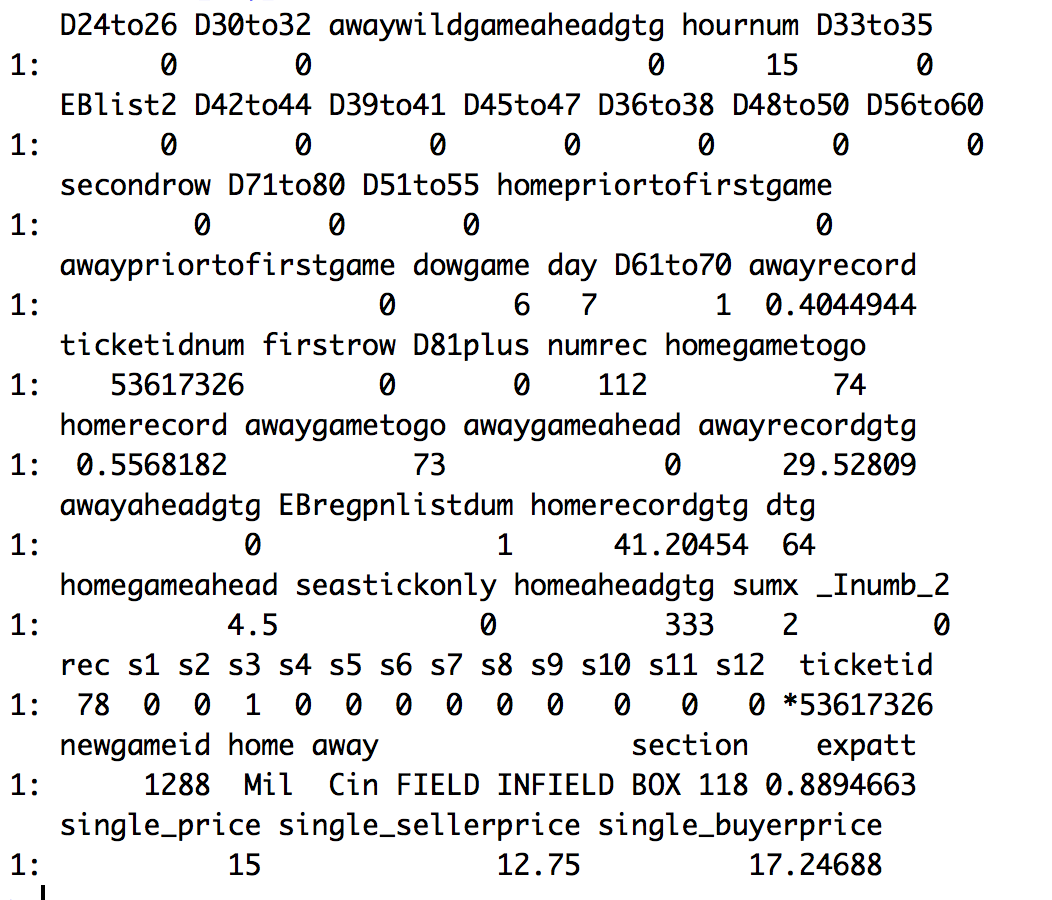 D24to26 D30to32 awaywildgameaheadgtg hournum D33to35
1: 0 0 0 15 0
EBlist2 D42to44 D39to41 D45to47 D36to38 D48to50 D56to60
1: 0 0 0 0 0 0 0
secondrow D71to80 D51to55 homepriortofirstgame
1: 0 0 0 0
awaypriortofirstgame dowgame day D61to70 awayrecord
1: 0 6 7 1 0.4044944
ticketidnum firstrow D81plus numrec homegametogo
1: 53617326 0 0 112 74
homerecord awaygametogo awaygameahead awayrecordgtg
1: 0.5568182 73 0 29.52809
awayaheadgtg EBregpnlistdum homerecordgtg dtg
1: 0 1 41.20454 64
homegameahead seastickonly homeaheadgtg sumx _Inumb_2
1: 4.5 0 333 2 0
rec s1 s2 s3 s4 s5 s6 s7 s8 s9 s10 s11 s12 ticketid
1: 78 0 0 1 0 0 0 0 0 0 0 0 0 *53617326
newgameid home away section expatt
1: 1288 Mil Cin FIELD INFIELD BOX 118 0.8894663
single_price single_sellerprice single_buyerprice
1: 15 12.75 17.24688